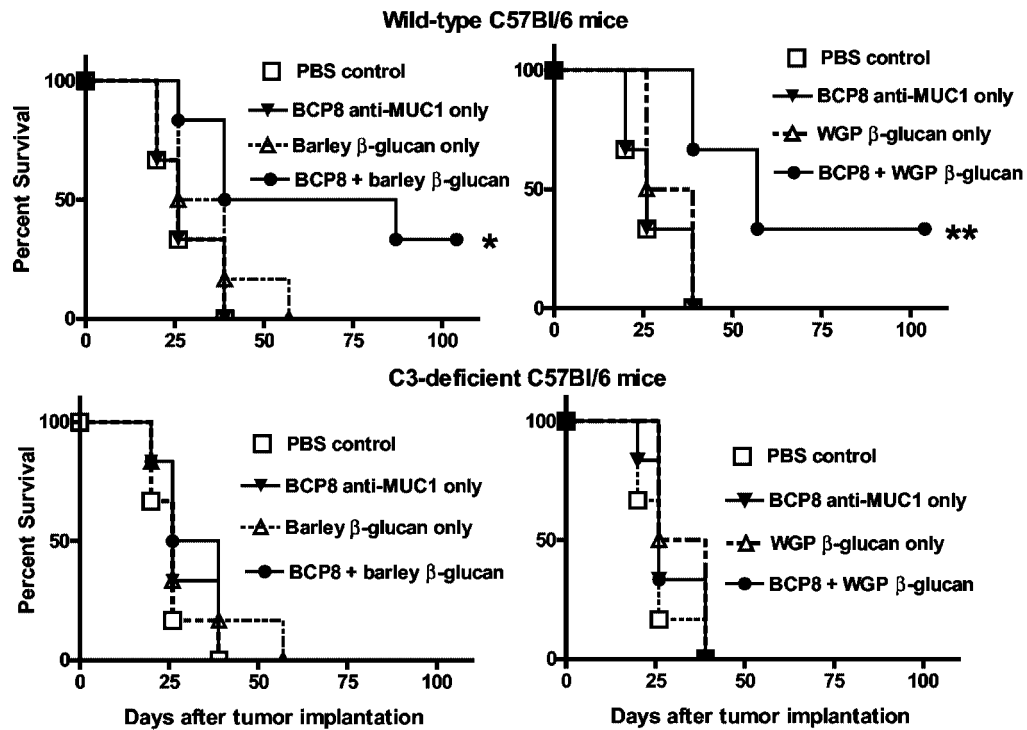 Wild-type C57Bl/6 mice
Percent Survival
100
50
0
0 25 50 75 100
PBS control
BCP8 anti-MUC1 only
Barley β-glucan only
BCP8 + barley β-glucan
*
100
50
0
0 25 50 75 100
PBS control
BCP8 anti-MUC1 only
WGP β-glucan only
BCP8 + WGP β-glucan
**
C3-deficient C57Bl/6 mice
Percent Survival
100
50
0
0 25 50 75 100
PBS control
BCP8 anti-MUC1 only
Barley β-glucan only
BCP8 + barley β-glucan
Days after tumor implantation
100
50
0
0 25 50 75 100
PBS control
BCP8 anti-MUC1 only
WGP β-glucan only
BCP8 + WGP β-glucan
Days after tumor implantation